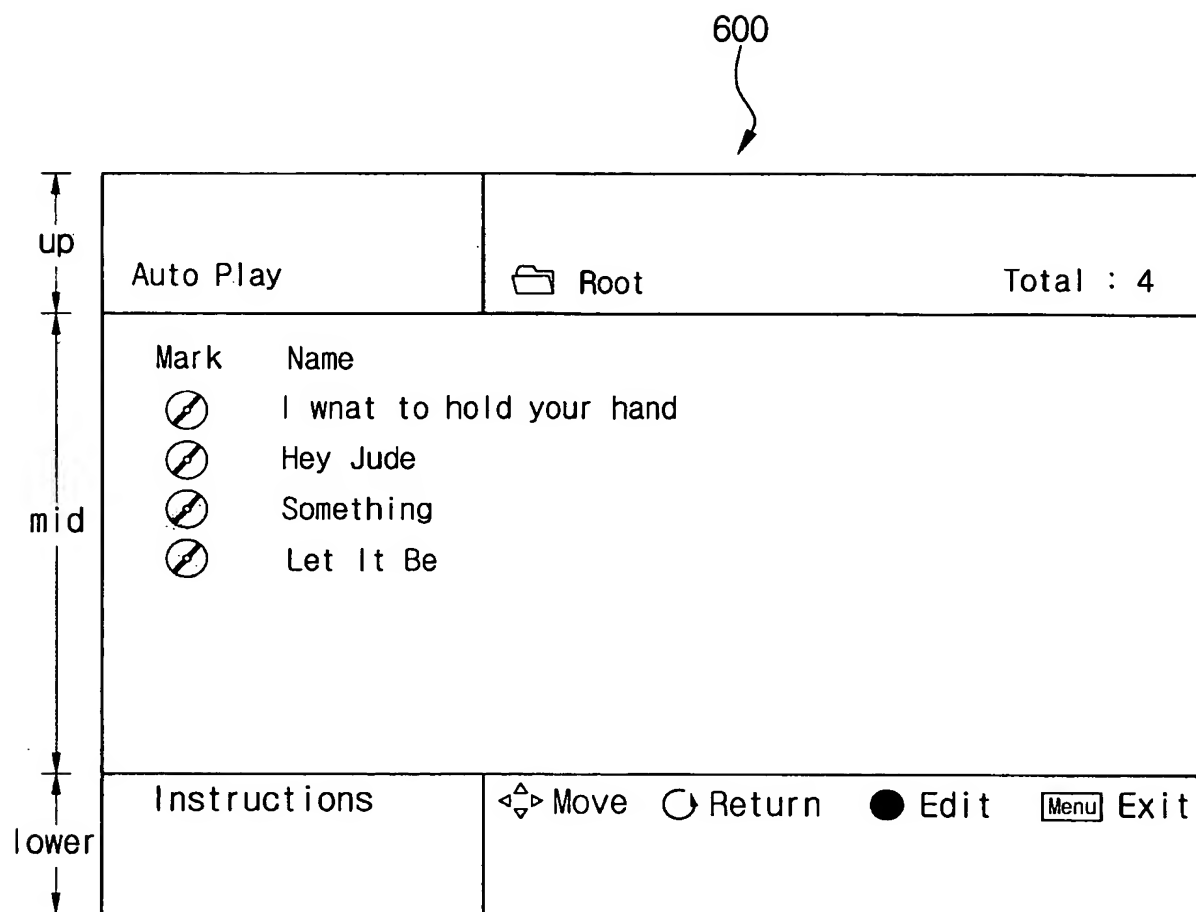 600
up
Auto Play
Root Total : 4
mid
Mark Name
I wnat to hold your hand
Hey Jude
Something
Let It Be
lower
Instructions Move Return Edit Menu Exit